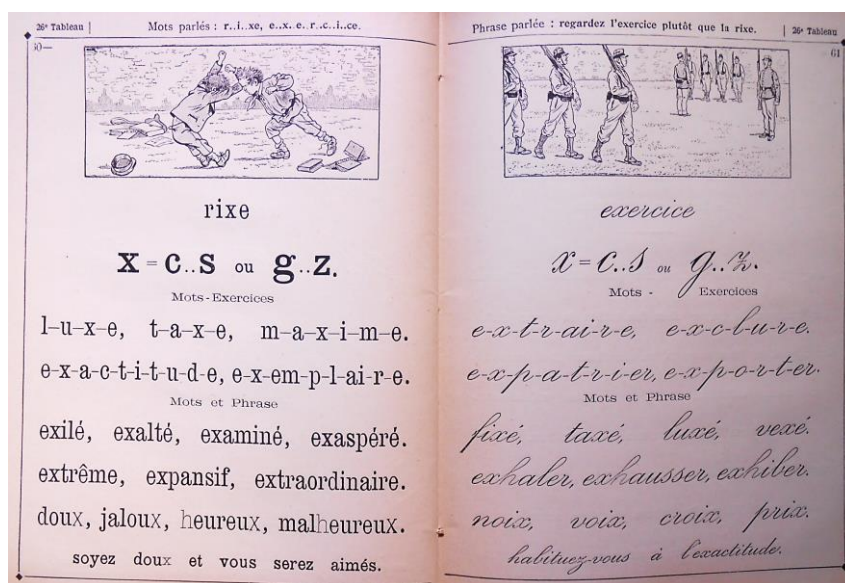 26e Tableau | Mots parlés : r..i..xe, e..x. e..r..c..i..ce.
60—
rixe
x = c..s ou g..z.
Mots-Exercices
l-u-x-e, t-a-x-e, m-a-x-i-m-e.
e-x-a-c-t-i-t-u-d-e, e-x-em-p-l-ai-r-e.
Mots et Phrase
exilé, exalté, examiné, exaspéré.
extrême, expansif, extraordinaire.
doux, jaloux, heureux, malheureux.
soyez doux et vous serez aimés.
Phrase parlée : regardez l'exercice plutôt que la rixe. | 26e Tableau
61
exercice
x = c..s ou g..z.
Mots - Exercices
e-x-t-r-ai-r-e, e-x-c-l-u-r-e.
e-x-p-a-t-r-i-er, e-x-p-o-r-t-er.
Mots et Phrase
fixé, taxé, luxé, vexé.
exhaler, exhausser, exhiber.
noix, voix, croix, prix.
habituez-vous à l'exactitude.